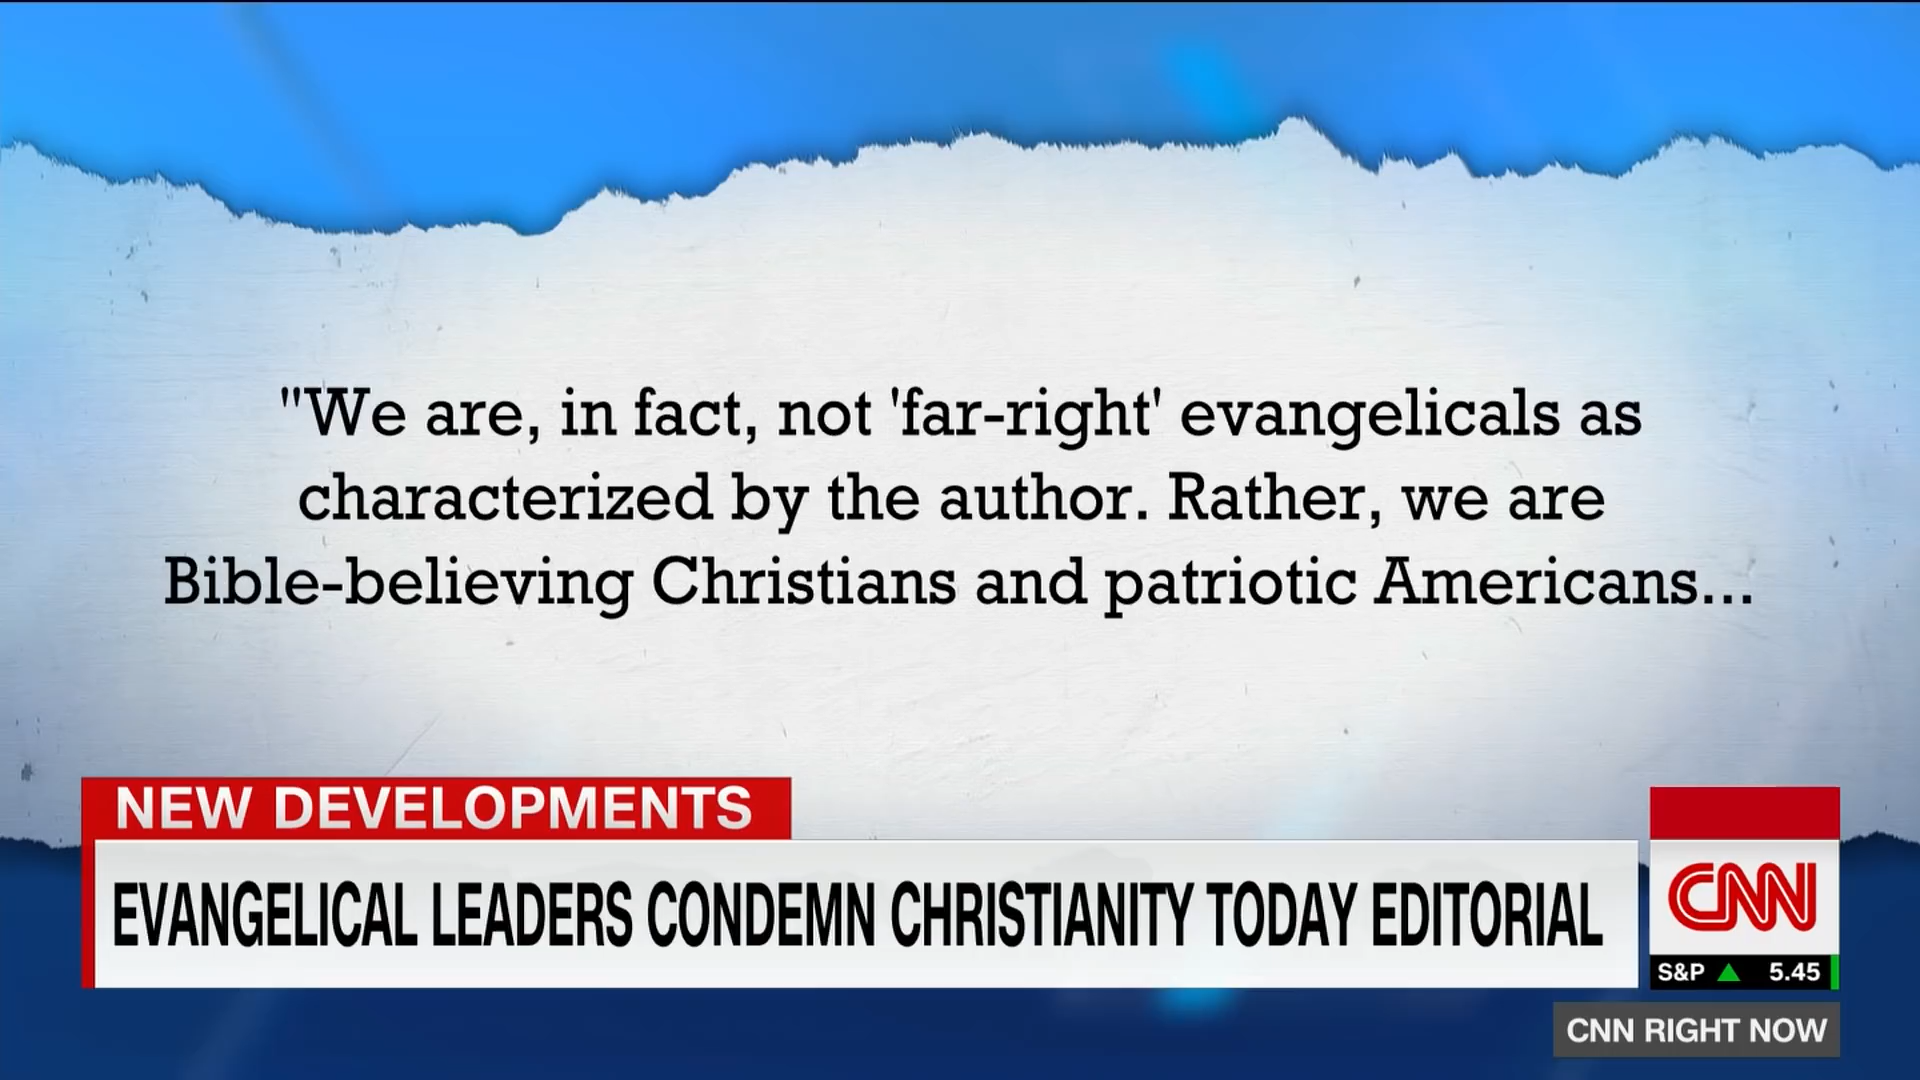 "We are, in fact, not 'far-right' evangelicals as
characterized by the author. Rather, we are
Bible-believing Christians and patriotic Americans...
NEW DEVELOPMENTS
EVANGELICAL LEADERS CONDEMN CHRISTIANITY TODAY EDITORIAL
CNN
S&P ▲ 5.45
CNN RIGHT NOW